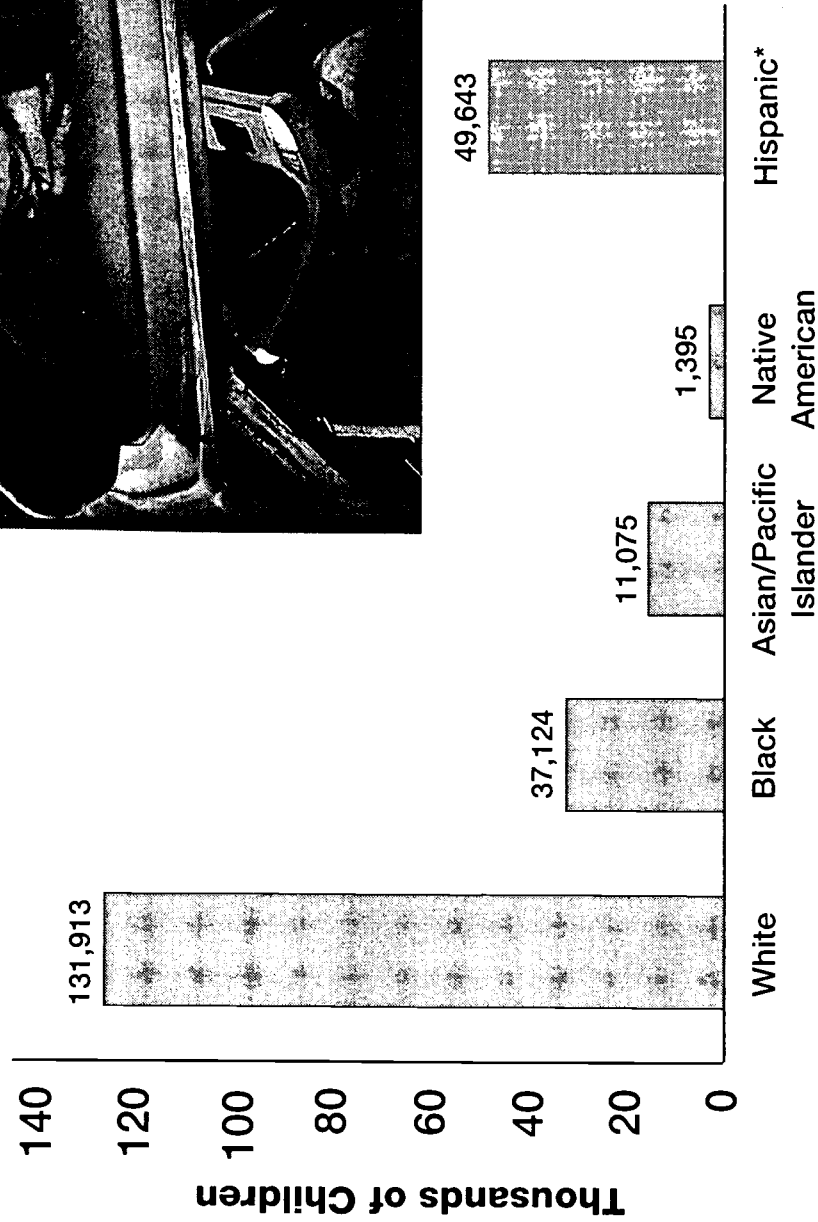 Thousands of Children
140
120
100
80
60
40
20
0
131,913
37,124
11,075
1,395
49,643
White
Black
Asian/Pacific
Islander
Native
American
Hispanic*